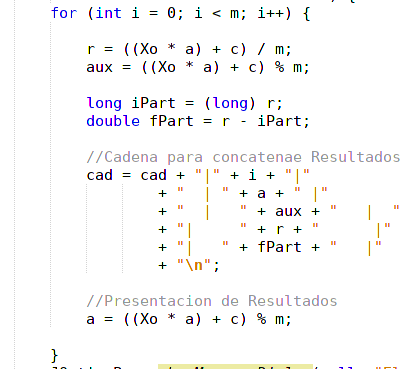 for (int i = 0; i < m; i++) {
r = ((Xo * a) + c) / m;
aux = ((Xo * a) + c) % m;
long iPart = (long) r;
double fPart = r - iPart;
//Cadena para concatenae Resultados
cad = cad + "|" + i + "|"
+ "  | " + a + " |"
+ "  |    " + aux + "   |  "
+ "|     " + r + "       |"
+ "|   " + fPart + "   |"
+ "\n";
//Presentacion de Resultados
a = ((Xo * a) + c) % m;
}